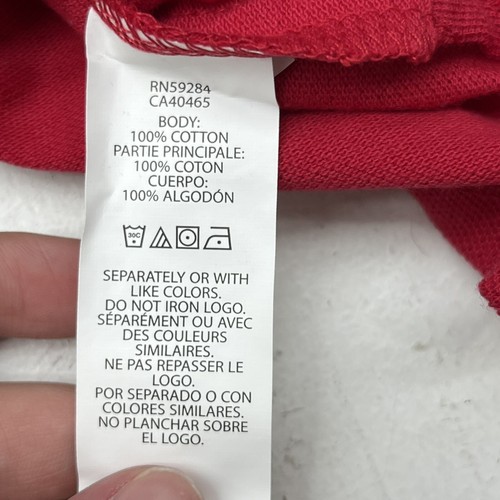 RN59284
CA40465
BODY:
100% COTTON
PARTIE PRINCIPALE:
100% COTON
CUERPO:
100% ALGODÓN
30C
SEPARATELY OR WITH
LIKE COLORS.
DO NOT IRON LOGO.
SÉPARÉMENT OU AVEC
DES COULEURS
SIMILAIRES.
NE PAS REPASSER LE
LOGO.
POR SEPARADO O CON
COLORES SIMILARES.
NO PLANCHAR SOBRE
EL LOGO.